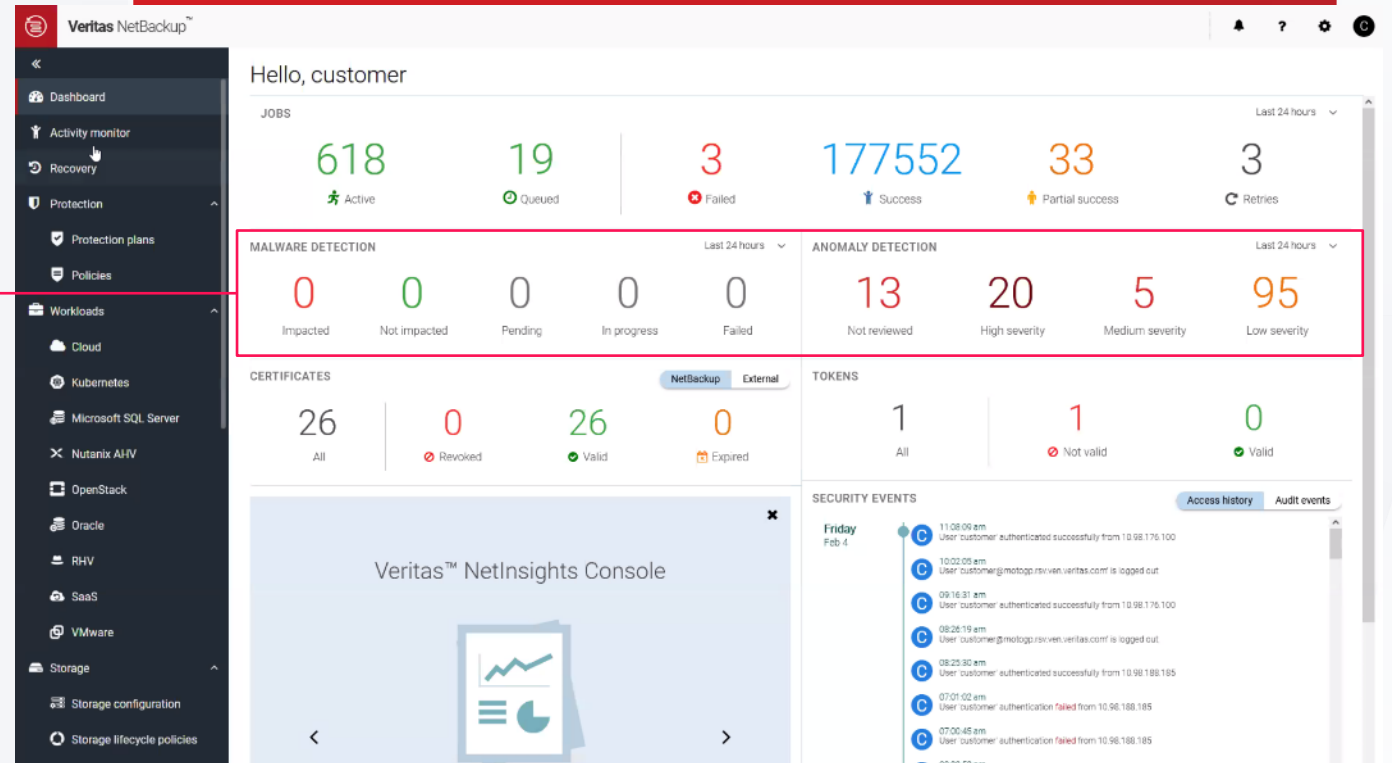 Veritas NetBackup™
?
C
«
Dashboard
Activity monitor
Recovery
Protection
Protection plans
Policies
Workloads
Cloud
Kubernetes
Microsoft SQL Server
Nutanix AHV
OpenStack
Oracle
RHV
SaaS
VMware
Storage
Storage configuration
Storage lifecycle policies
Hello, customer
JOBS
Last 24 hours
618
Active
19
Queued
3
Failed
177552
Success
33
Partial success
3
Retries
MALWARE DETECTION
Last 24 hours
0
Impacted
0
Not impacted
0
Pending
0
In progress
0
Failed
ANOMALY DETECTION
Last 24 hours
13
Not reviewed
20
High severity
5
Medium severity
95
Low severity
CERTIFICATES
NetBackup External
26
All
0
Revoked
26
Valid
0
Expired
TOKENS
1
All
1
Not valid
0
Valid
Veritas™ NetInsights Console
SECURITY EVENTS
Access history Audit events
Friday
Feb 4
C
11:08:09 am
User 'customer' authenticated successfully from 10.98.176.100
C
10:02:05 am
User 'customer@motogp.rsv.ven.veritas.com' is logged out
C
09:16:31 am
User 'customer' authenticated successfully from 10.98.176.100
C
08:26:19 am
User 'customer@motogp.rsv.ven.veritas.com' is logged out
C
08:25:30 am
User 'customer' authenticated successfully from 10.98.188.185
C
07:01:02 am
User 'customer' authentication failed from 10.98.188.185
C
07:00:45 am
User 'customer' authentication failed from 10.98.188.185